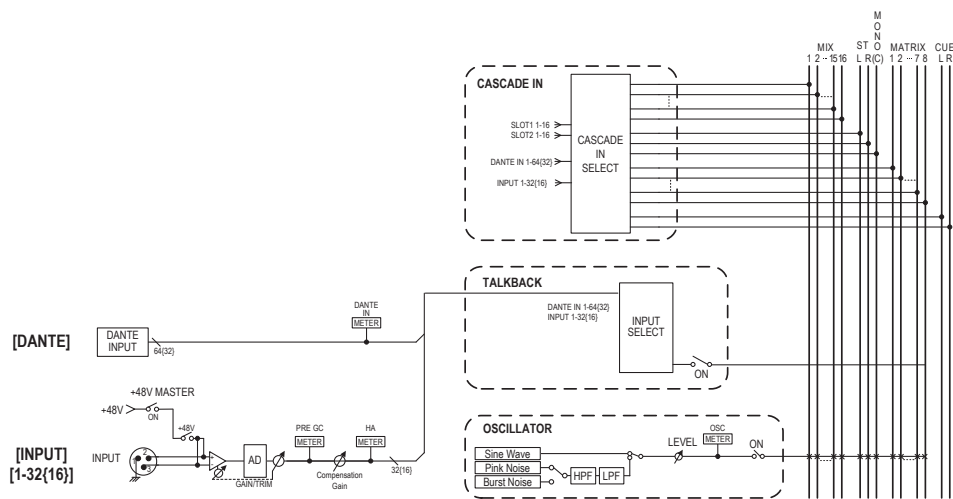 M
O
N
O
MIX ST MATRIX CUE
1 2 ··· 15 16 L R (C) 1 2 ··· 7 8 L R
CASCADE IN
SLOT1 1-16
SLOT2 1-16
DANTE IN 1-64{32}
INPUT 1-32{16}
CASCADE
IN
SELECT
TALKBACK
DANTE IN 1-64{32}
INPUT 1-32{16}
INPUT
SELECT
ON
[DANTE]
DANTE
INPUT
64{32}
DANTE
IN
METER
+48V MASTER
+48V
ON
+48V
[INPUT]
[1-32{16}]
INPUT
1
2
3
+
-
AD
GAIN/TRIM
PRE GC
METER
Compensation
Gain
HA
METER
32{16}
OSCILLATOR
Sine Wave
Pink Noise
Burst Noise
HPF
LPF
LEVEL
OSC
METER
ON